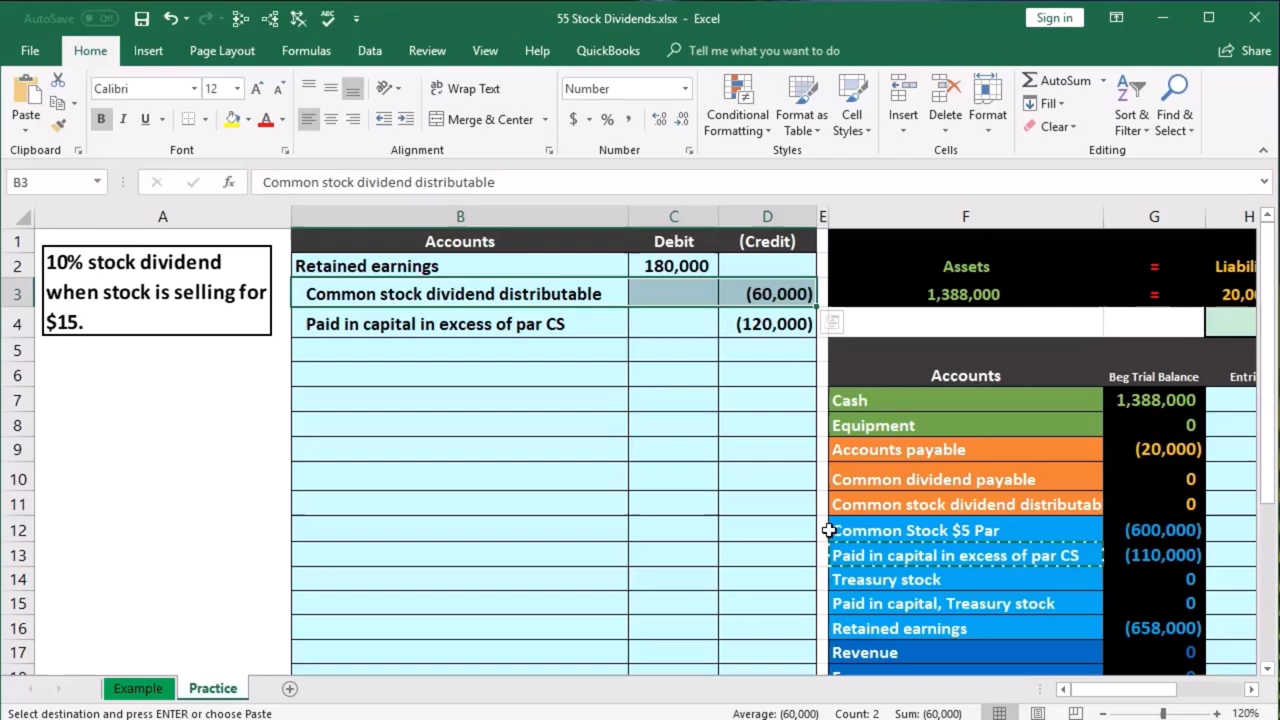 AutoSave Off 55 Stock Dividends.xlsx - Excel Sign in
File Home Insert Page Layout Formulas Data Review View Help QuickBooks Tell me what you want to do Share
Paste Calibri 12 Wrap Text Number Conditional Formatting Format as Table Cell Styles Insert Delete Format AutoSum Sort & Filter Find & Select
B I U Merge & Center $ % Fill Clear
Clipboard Font Alignment Number Styles Cells Editing
B3 fx Common stock dividend distributable
A B C D E F G H
1 Accounts Debit (Credit)
2 10% stock dividend Retained earnings 180,000 Assets = Liabili
3 when stock is selling for Common stock dividend distributable (60,000) 1,388,000 = 20,0
4 $15. Paid in capital in excess of par CS (120,000)
5
6 Accounts Beg Trial Balance Entri
7 Cash 1,388,000
8 Equipment 0
9 Accounts payable (20,000)
10 Common dividend payable 0
11 Common stock dividend distributab 0
12 Common Stock $5 Par (600,000)
13 Paid in capital in excess of par CS (110,000)
14 Treasury stock 0
15 Paid in capital, Treasury stock 0
16 Retained earnings (658,000)
17 Revenue 0
Example Practice
Select destination and press ENTER or choose Paste Average: (60,000) Count: 2 Sum: (60,000) 120%